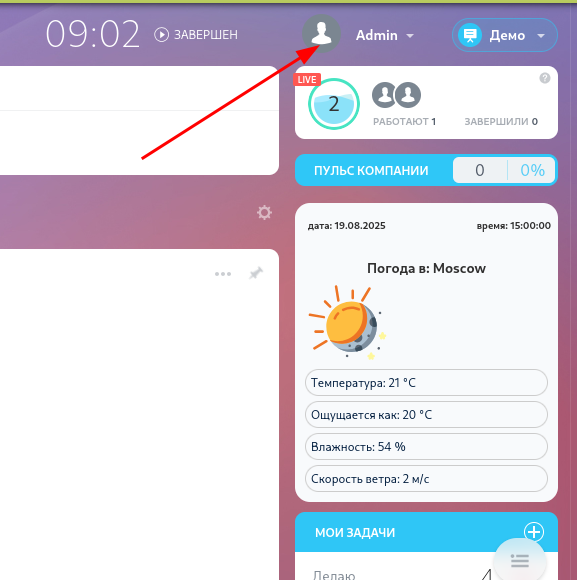 09:02 ЗАВЕРШЕН Admin Демо
LIVE
?
2
РАБОТАЮТ 1 ЗАВЕРШИЛИ 0
ПУЛЬС КОМПАНИИ 0 0%
дата: 19.08.2025 время: 15:00:00
Погода в: Moscow
Температура: 21 °C
Ощущается как: 20 °C
Влажность: 54 %
Скорость ветра: 2 м/с
МОИ ЗАДАЧИ
Делаю 4